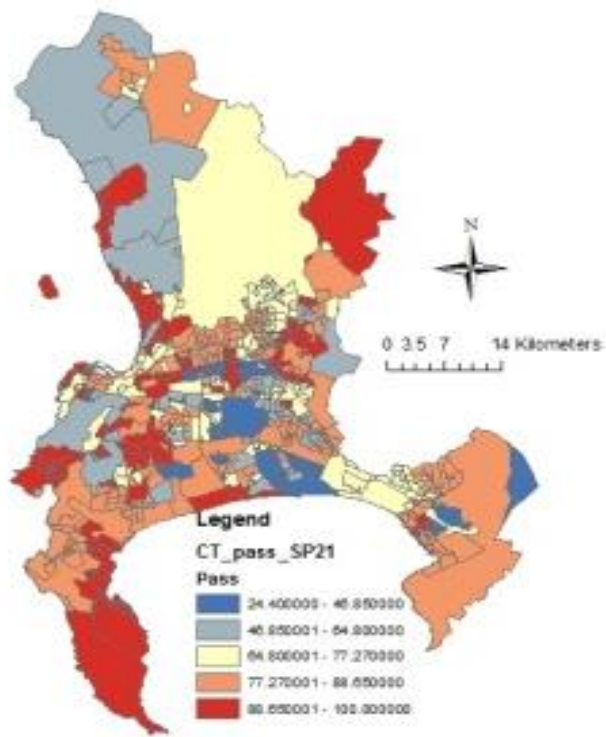 N
0 3.5 7 14 Kilometers
Legend
CT_pass_SP21
Pass
24.400000 - 46.850000
46.850001 - 64.800000
64.800001 - 77.270000
77.270001 - 88.650000
88.650001 - 100.000000